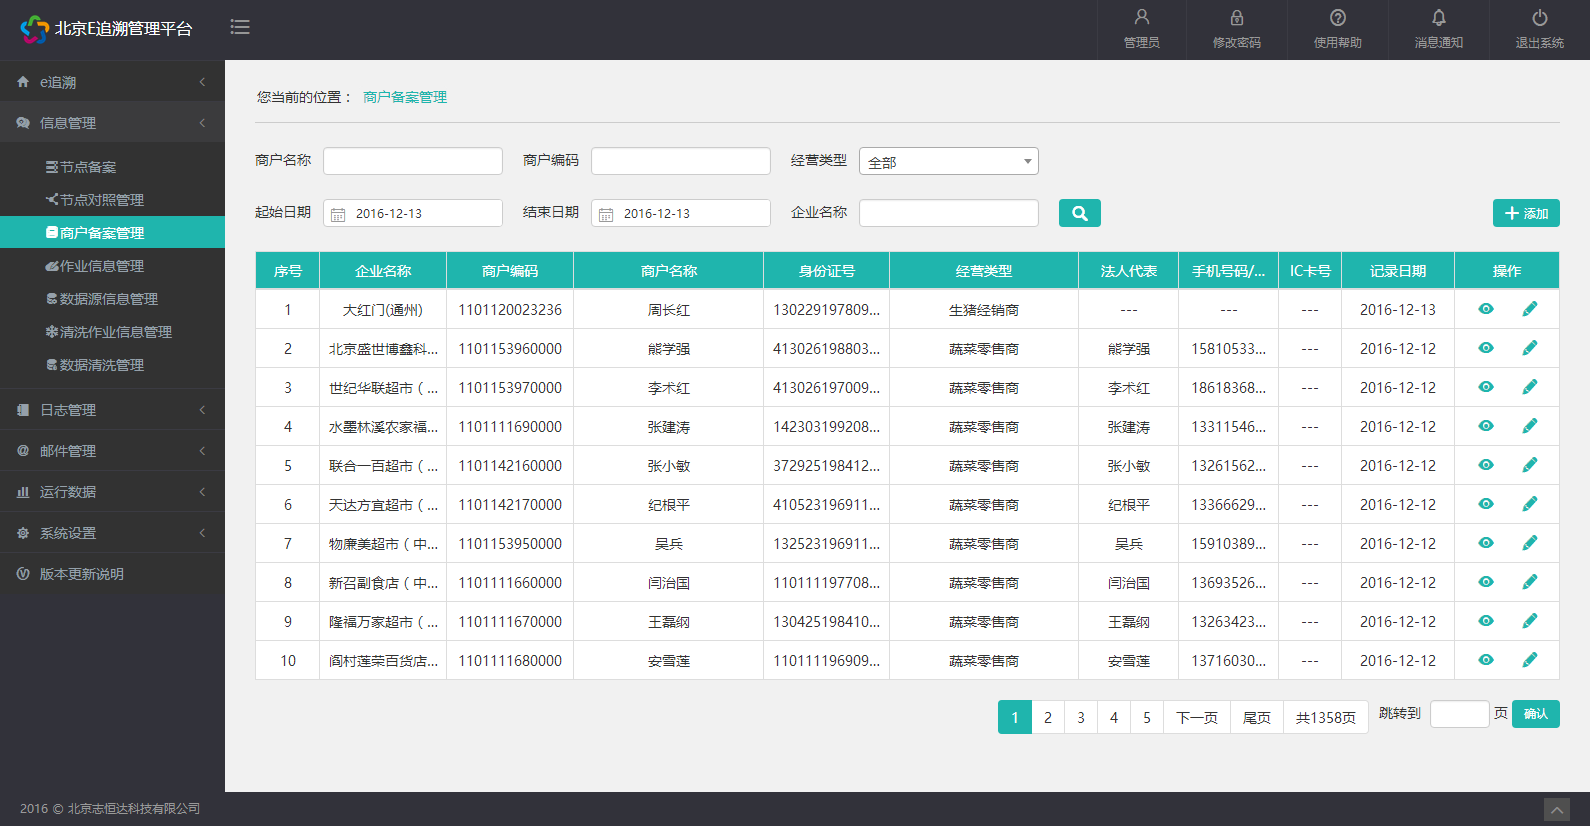 北京E追溯管理平台
管理员 修改密码 使用帮助 消息通知 退出系统
e追溯
信息管理
节点备案
节点对照管理
商户备案管理
作业信息管理
数据源信息管理
清洗作业信息管理
数据清洗管理
日志管理
邮件管理
运行数据
系统设置
版本更新说明
您当前的位置： 商户备案管理
商户名称 商户编码 经营类型 全部
起始日期 2016-12-13 结束日期 2016-12-13 企业名称 添加
序号 企业名称 商户编码 商户名称 身份证号 经营类型 法人代表 手机号码/... IC卡号 记录日期 操作
1 大红门(通州) 1101120023236 周长红 130229197809... 生猪经销商 --- --- --- 2016-12-13
2 北京盛世博鑫科... 1101153960000 熊学强 413026198803... 蔬菜零售商 熊学强 15810533... --- 2016-12-12
3 世纪华联超市（... 1101153970000 李术红 413026197009... 蔬菜零售商 李术红 18618368... --- 2016-12-12
4 水墨林溪农家福... 1101111690000 张建涛 142303199208... 蔬菜零售商 张建涛 13311546... --- 2016-12-12
5 联合一百超市（... 1101142160000 张小敏 372925198412... 蔬菜零售商 张小敏 13261562... --- 2016-12-12
6 天达方宜超市（... 1101142170000 纪根平 410523196911... 蔬菜零售商 纪根平 13366629... --- 2016-12-12
7 物廉美超市（中... 1101153950000 吴兵 132523196911... 蔬菜零售商 吴兵 15910389... --- 2016-12-12
8 新召副食店（中... 1101111660000 闫治国 110111197708... 蔬菜零售商 闫治国 13693526... --- 2016-12-12
9 隆福万家超市（... 1101111670000 王磊纲 130425198410... 蔬菜零售商 王磊纲 13263423... --- 2016-12-12
10 阎村莲荣百货店... 1101111680000 安雪莲 110111196909... 蔬菜零售商 安雪莲 13716030... --- 2016-12-12
1 2 3 4 5 下一页 尾页 共1358页 跳转到 页 确认
2016 © 北京志恒达科技有限公司